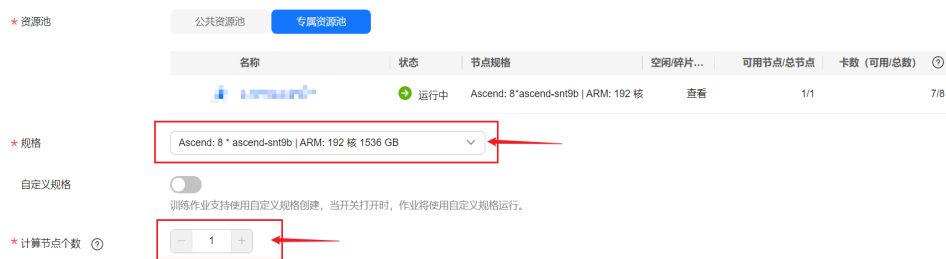 * 资源池 公共资源池 专属资源池
名称 状态 节点规格 空闲/碎片... 可用节点/总节点 卡数（可用/总数） ?
运行中 Ascend: 8*ascend-snt9b | ARM: 192 核 查看 1/1 7/8
* 规格 Ascend: 8 * ascend-snt9b | ARM: 192 核 1536 GB
自定义规格
训练作业支持使用自定义规格创建，当开关打开时，作业将使用自定义规格运行。
* 计算节点个数 ? - 1 +